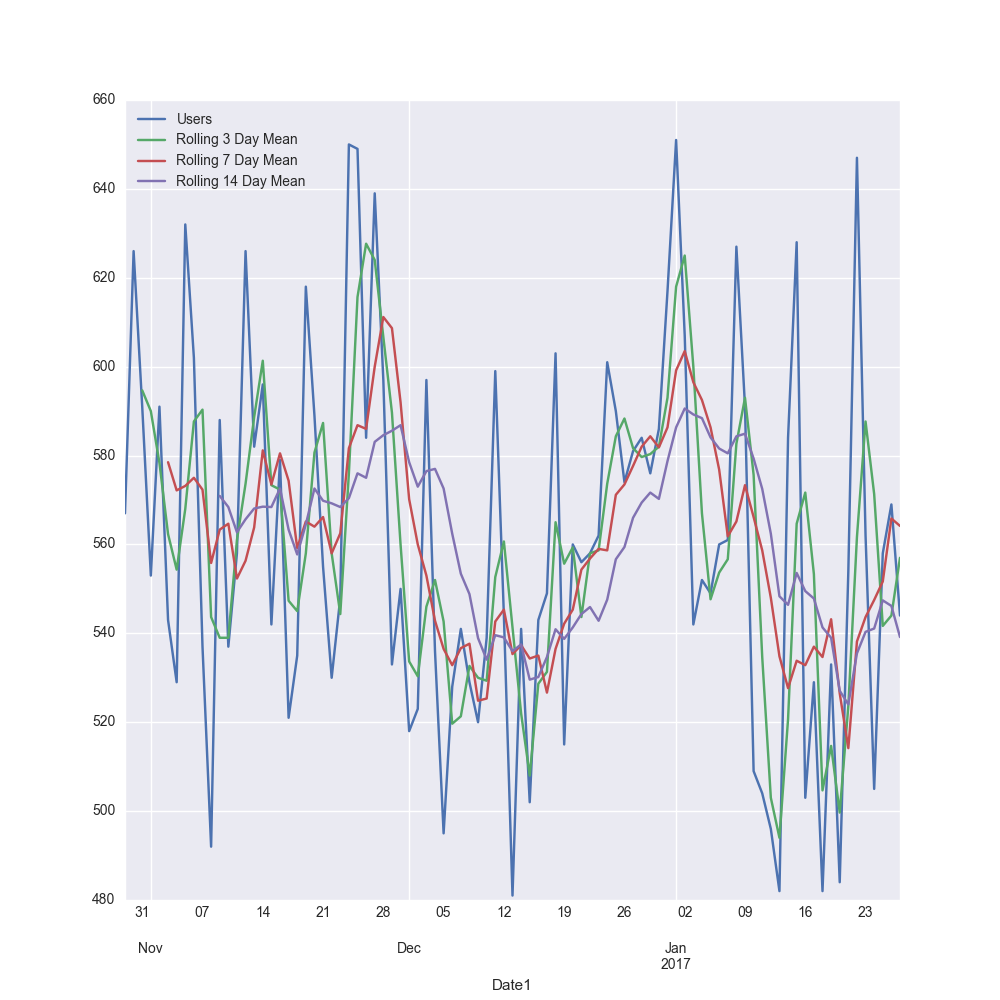 660
640
620
600
580
560
540
520
500
480
Users
Rolling 3 Day Mean
Rolling 7 Day Mean
Rolling 14 Day Mean
31 07 14 21 28 05 12 19 26 02 09 16 23
Nov Dec Jan
2017
Date1